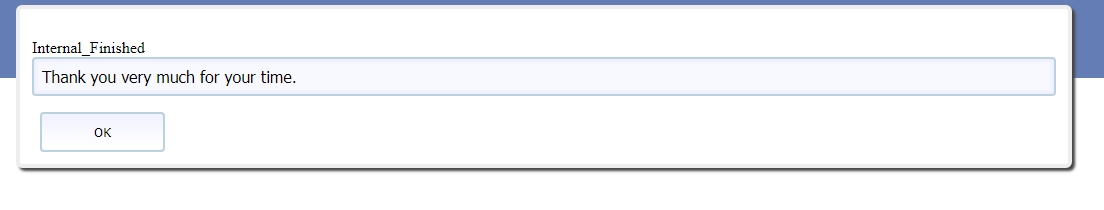 Internal_Finished
Thank you very much for your time.
OK